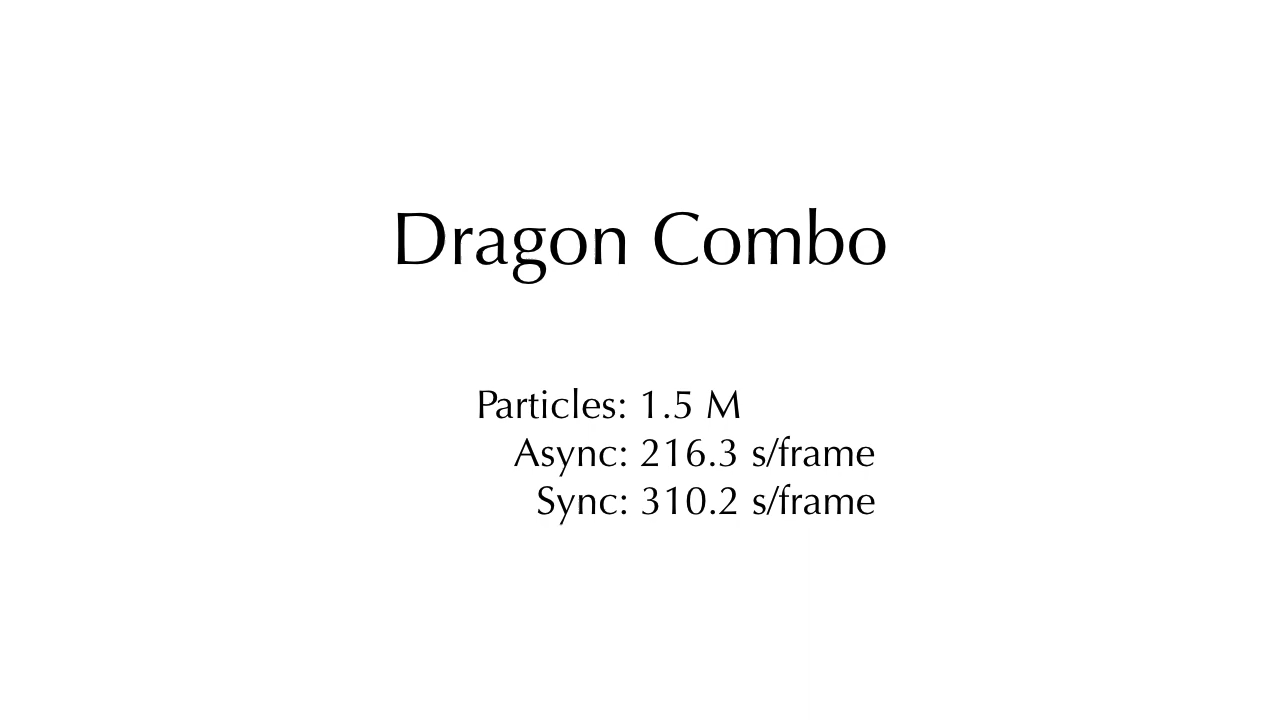 Dragon Combo
Particles: 1.5 M
Async: 216.3 s/frame
Sync: 310.2 s/frame